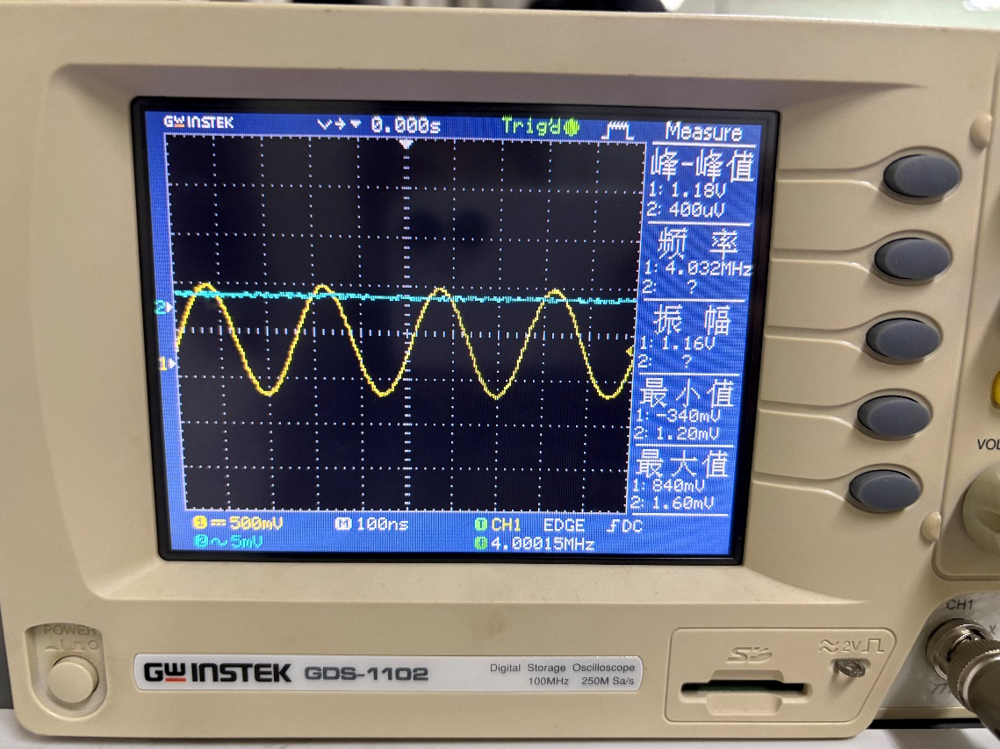 GW INSTEK
0.000s
Trig'd
Measure
峰-峰值
1: 1.18V
2: 400uV
频 率
1: 4.032MHz
2: ?
振 幅
1: 1.16V
2: ?
最小值
1: -340mV
2: 1.20mV
最大值
1: 840mV
2: 1.60mV
2
1
1 500mV
M 100ns
T CH1 EDGE DC
2 5mV
4.00015MHz
POWER
GW INSTEK GDS-1102
Digital Storage Oscilloscope
100MHz 250M Sa/s
SD
≈2V
CH1
VOL
X